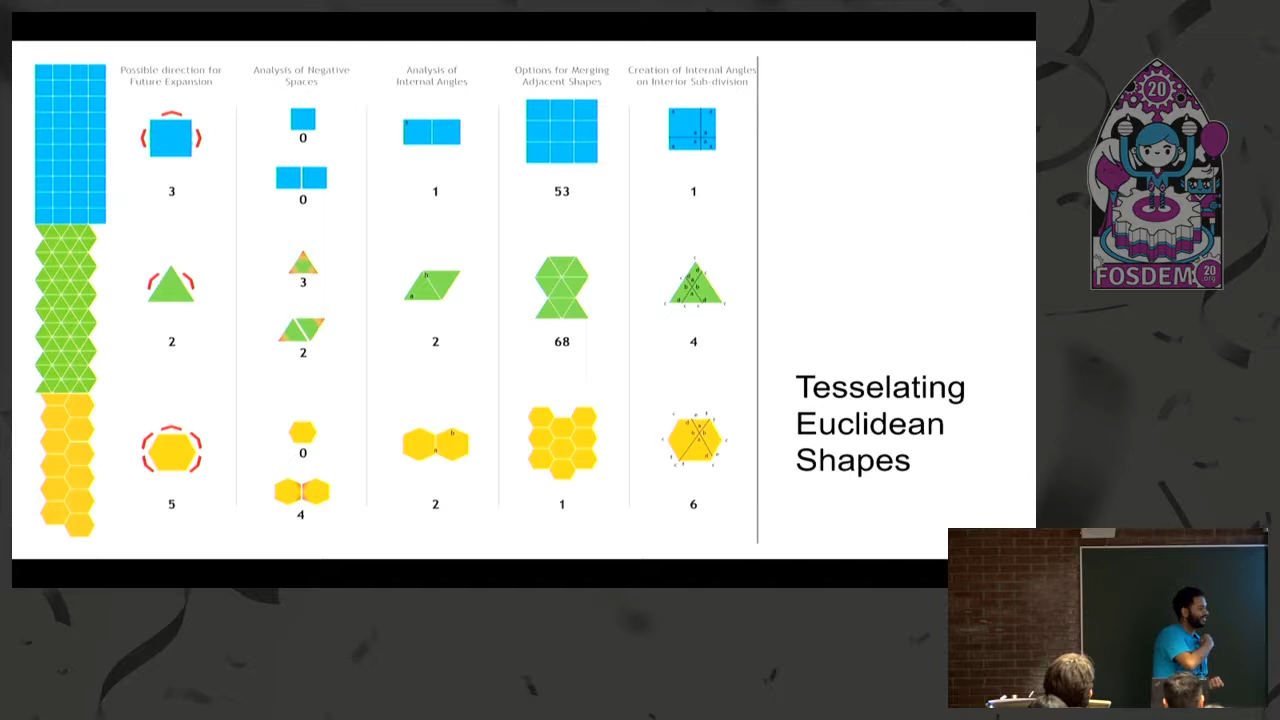 Possible direction for
Future Expansion
Analysis of Negative
Spaces
Analysis of
Internal Angles
Options for Merging
Adjacent Shapes
Creation of Internal Angles
on Interior Sub-division
0
3
0
1
53
1
3
2
2
2
68
4
0
5
4
2
1
6
Tesselating
Euclidean
Shapes
20
FOSDEM
20
.org